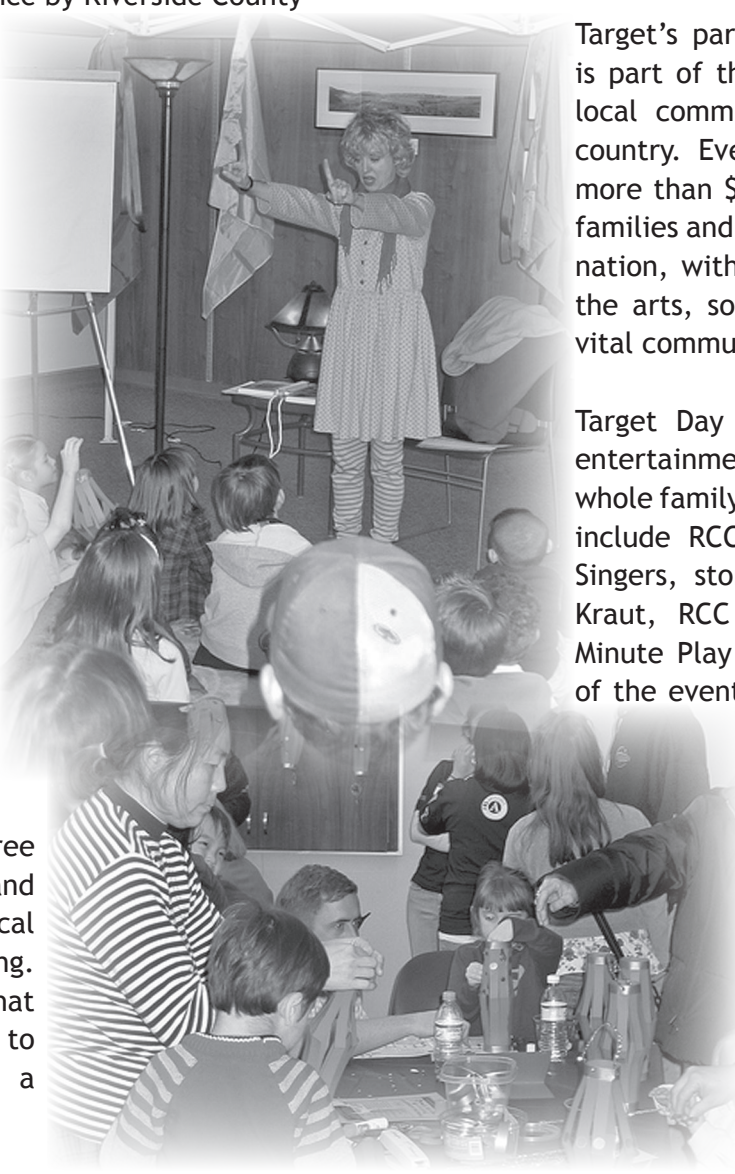 nce by Riverside County
Target’s par
is part of th
local comm
country. Eve
more than $
families and
nation, with
the arts, so
vital commu
Target Day
entertainme
whole family
include RCC
Singers, sto
Kraut, RCC
Minute Play
of the event
ree
and
cal
ng.
hat
to
a